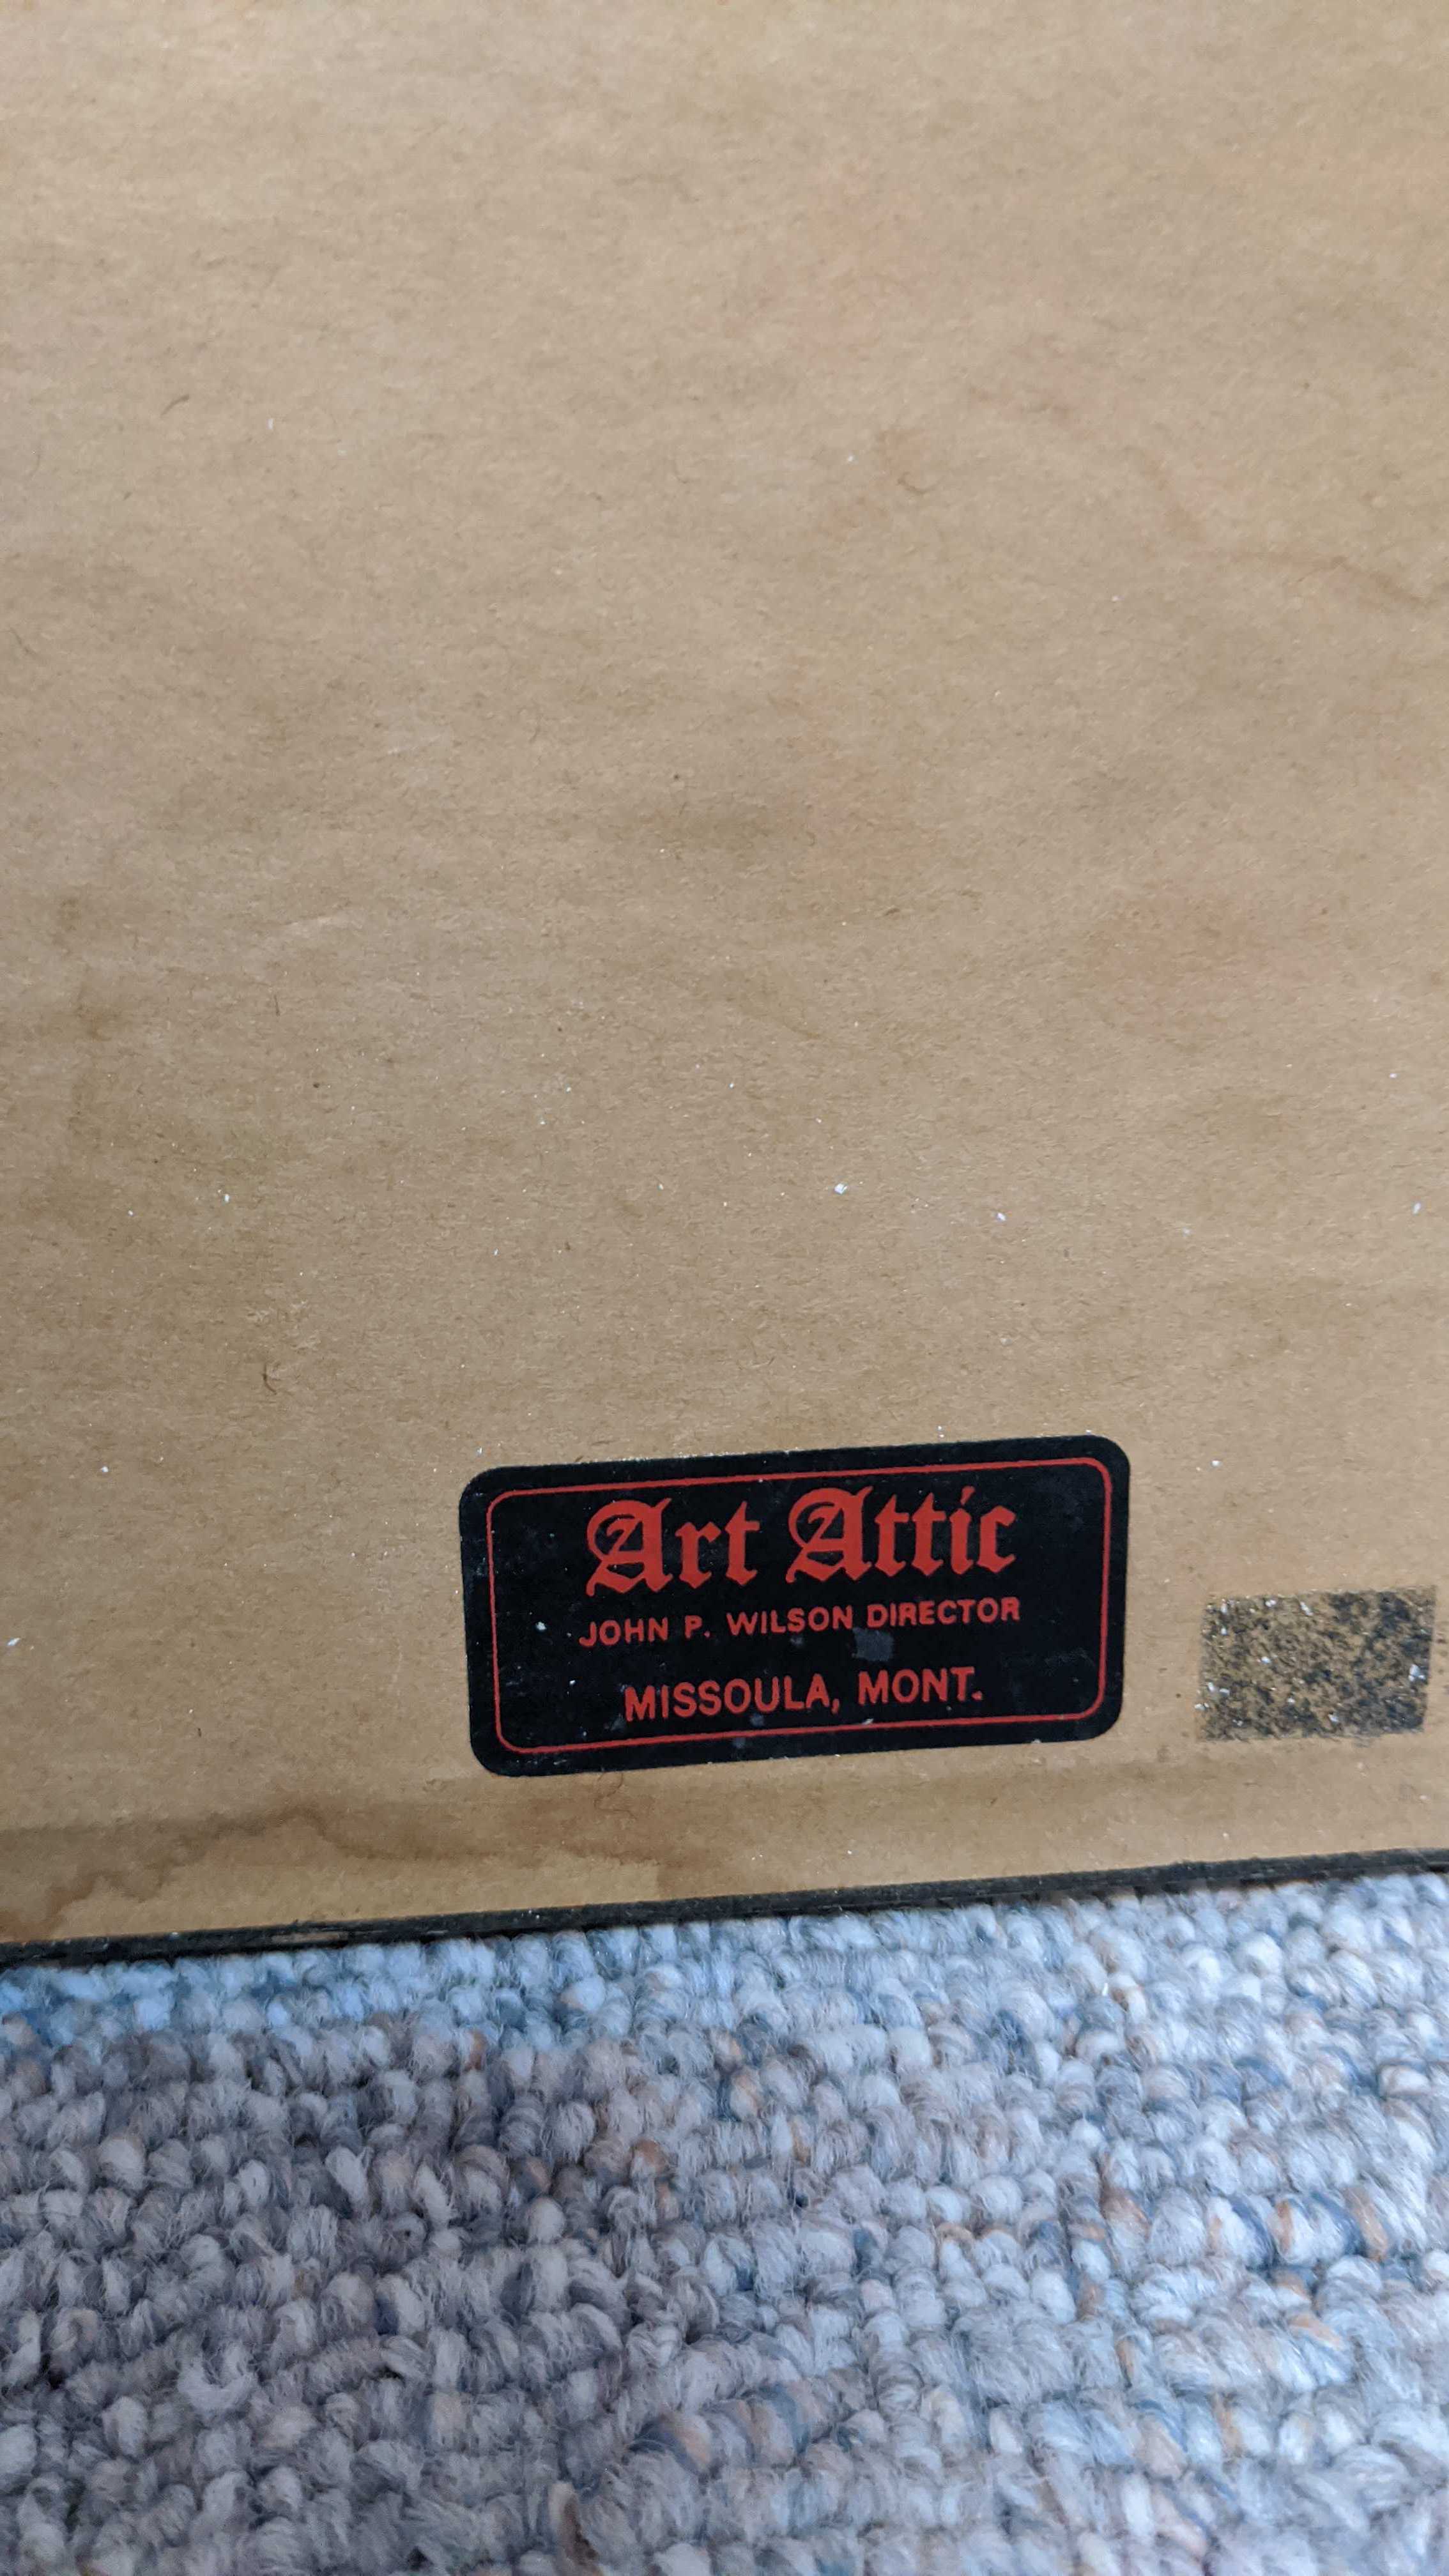 Art Attic
JOHN P. WILSON DIRECTOR
MISSOULA, MONT.